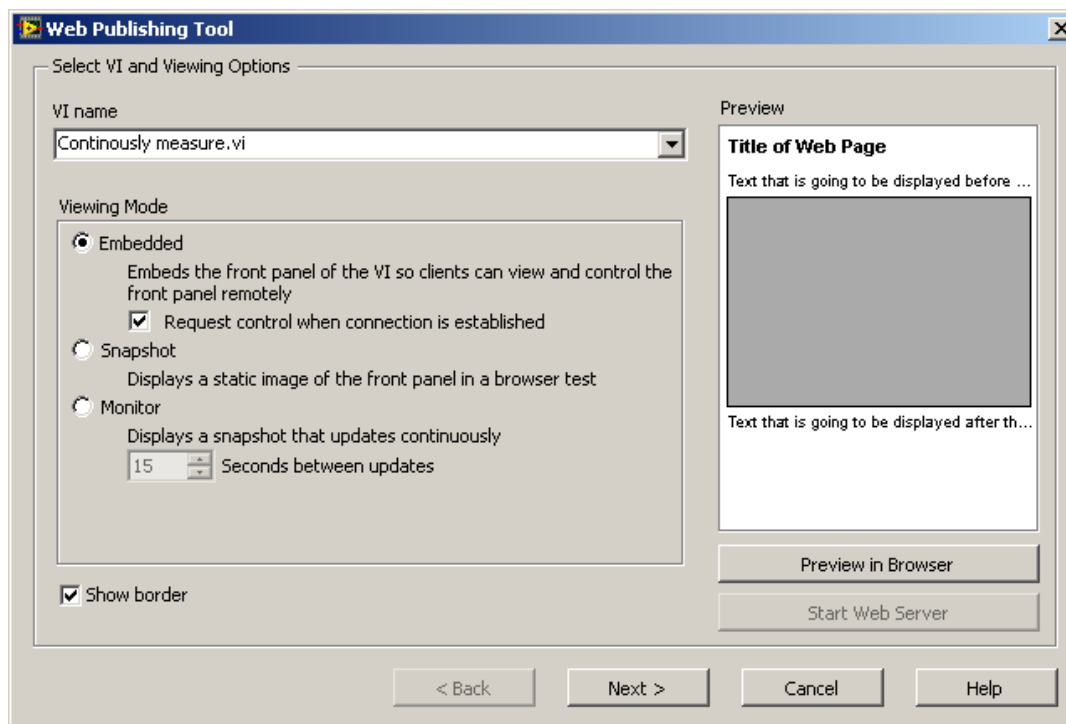 Web Publishing Tool
Select VI and Viewing Options
VI name
Continously measure.vi
Viewing Mode
Embedded
Embeds the front panel of the VI so clients can view and control the
front panel remotely
Request control when connection is established
Snapshot
Displays a static image of the front panel in a browser test
Monitor
Displays a snapshot that updates continuously
15 Seconds between updates
Show border
Preview
Title of Web Page
Text that is going to be displayed before ...
Text that is going to be displayed after th...
Preview in Browser
Start Web Server
< Back
Next >
Cancel
Help